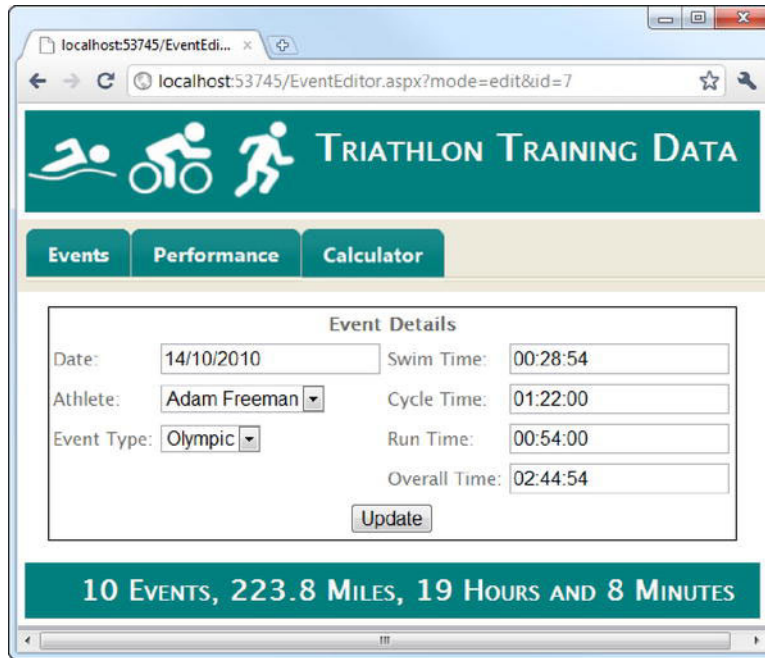 localhost:53745/EventEdi...
localhost:53745/EventEditor.aspx?mode=edit&id=7
Triathlon Training Data
Events Performance Calculator
Event Details
Date: 14/10/2010 Swim Time: 00:28:54
Athlete: Adam Freeman Cycle Time: 01:22:00
Event Type: Olympic Run Time: 00:54:00
Overall Time: 02:44:54
Update
10 Events, 223.8 Miles, 19 Hours and 8 Minutes